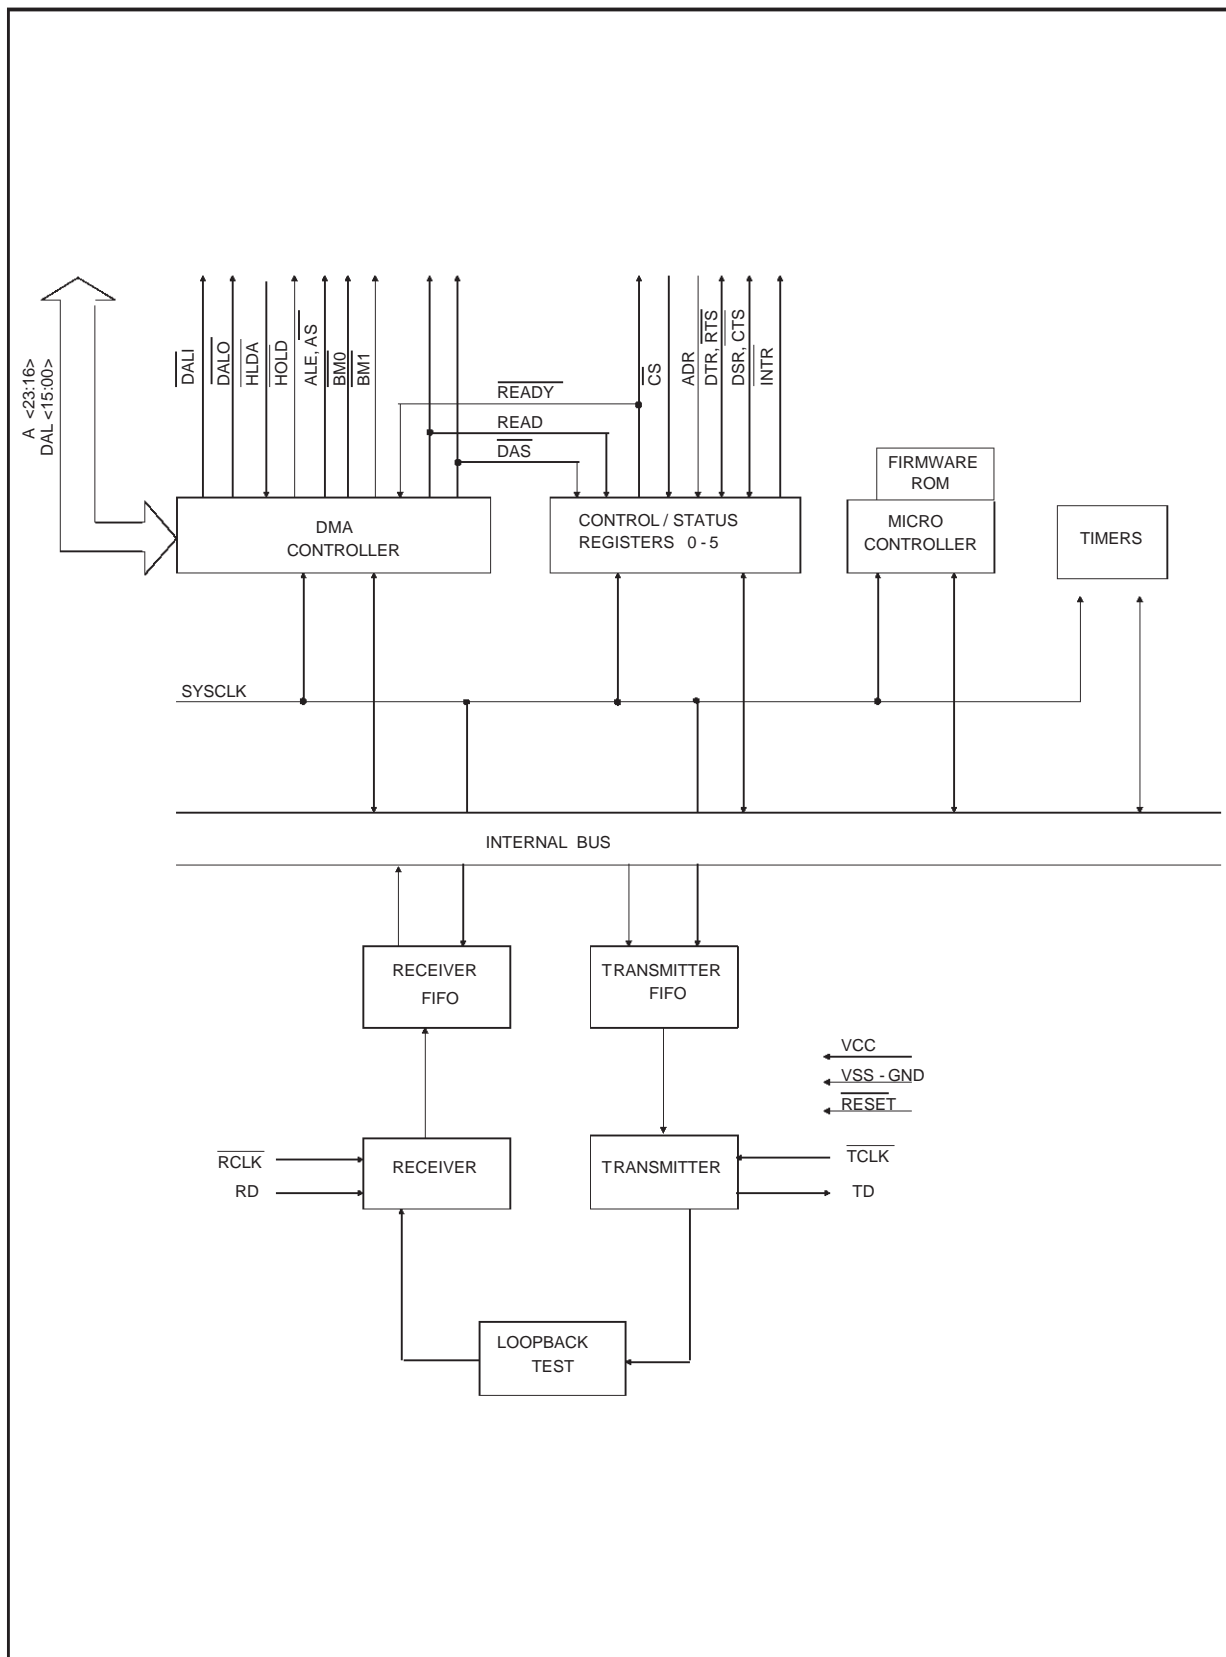 A <23:16>
DAL <15:00>
DALI
DALO
HLDA
HOLD
ALE, AS
BM0
BM1
READY
READ
DAS
CS
ADR
DTR, RTS
DSR, CTS
INTR
DMA
CONTROLLER
CONTROL / STATUS
REGISTERS 0 - 5
FIRMWARE
ROM
MICRO
CONTROLLER
TIMERS
SYSCLK
INTERNAL BUS
RECEIVER
FIFO
TRANSMITTER
FIFO
VCC
VSS - GND
RESET
RCLK
RD
RECEIVER
TRANSMITTER
TCLK
TD
LOOPBACK
TEST